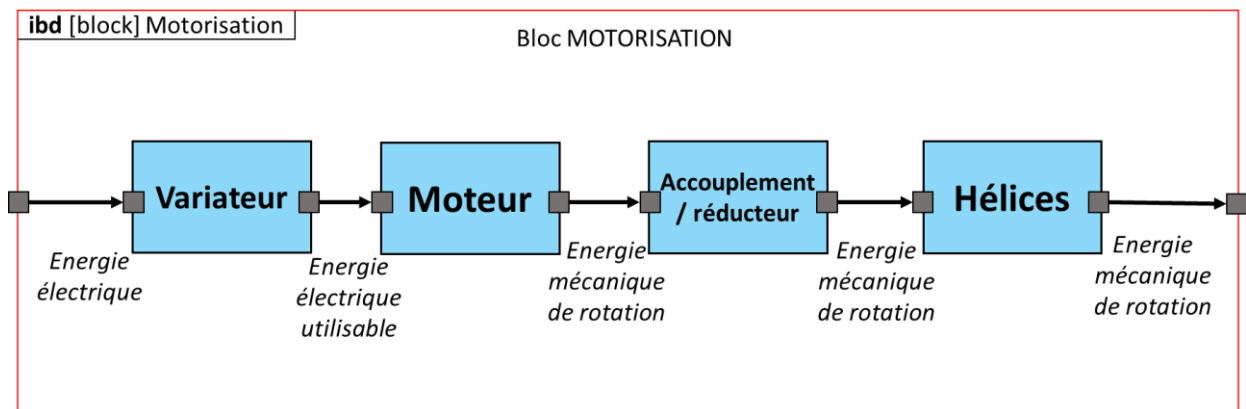 ibd [block] Motorisation
Bloc MOTORISATION
Variateur
Moteur
Accouplement
/ réducteur
Hélices
Energie
électrique
Energie
électrique
utilisable
Energie
mécanique
de rotation
Energie
mécanique
de rotation
Energie
mécanique
de rotation